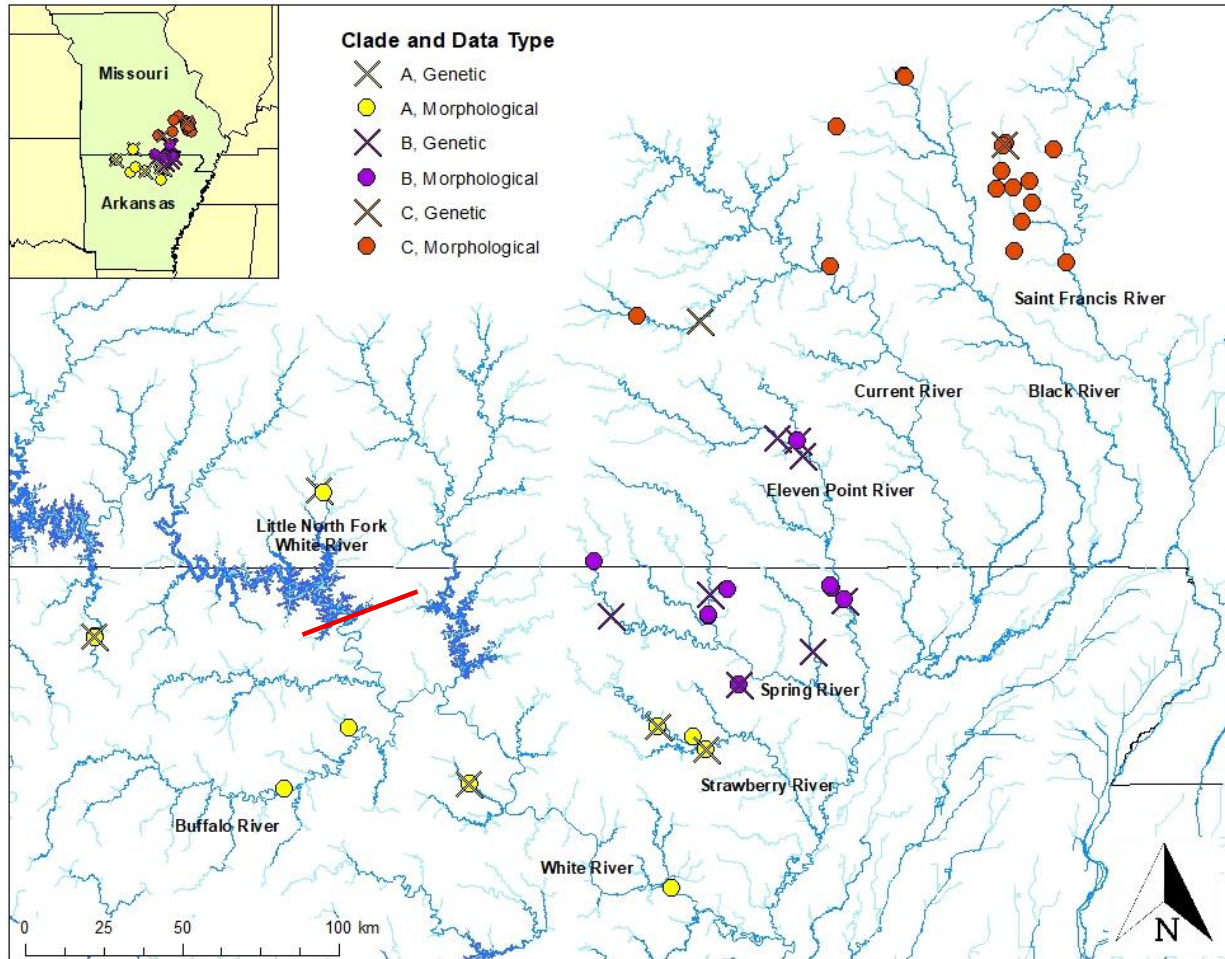 Clade and Data Type
A, Genetic
A, Morphological
B, Genetic
B, Morphological
C, Genetic
C, Morphological
Missouri
Arkansas
Saint Francis River
Current River
Black River
Eleven Point River
Little North Fork
White River
Spring River
Strawberry River
Buffalo River
White River
0 25 50 100 km
N